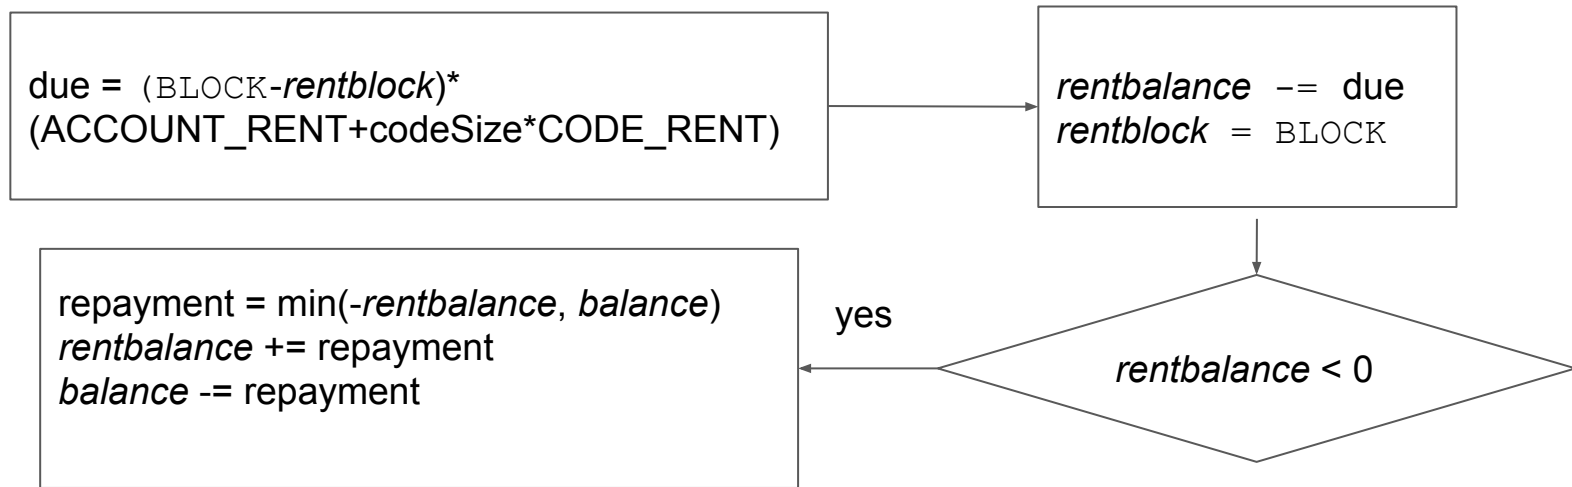 due = (BLOCK-rentblock)*
(ACCOUNT_RENT+codeSize*CODE_RENT)
rentbalance -= due
rentblock = BLOCK
rentbalance < 0
yes
repayment = min(-rentbalance, balance)
rentbalance += repayment
balance -= repayment